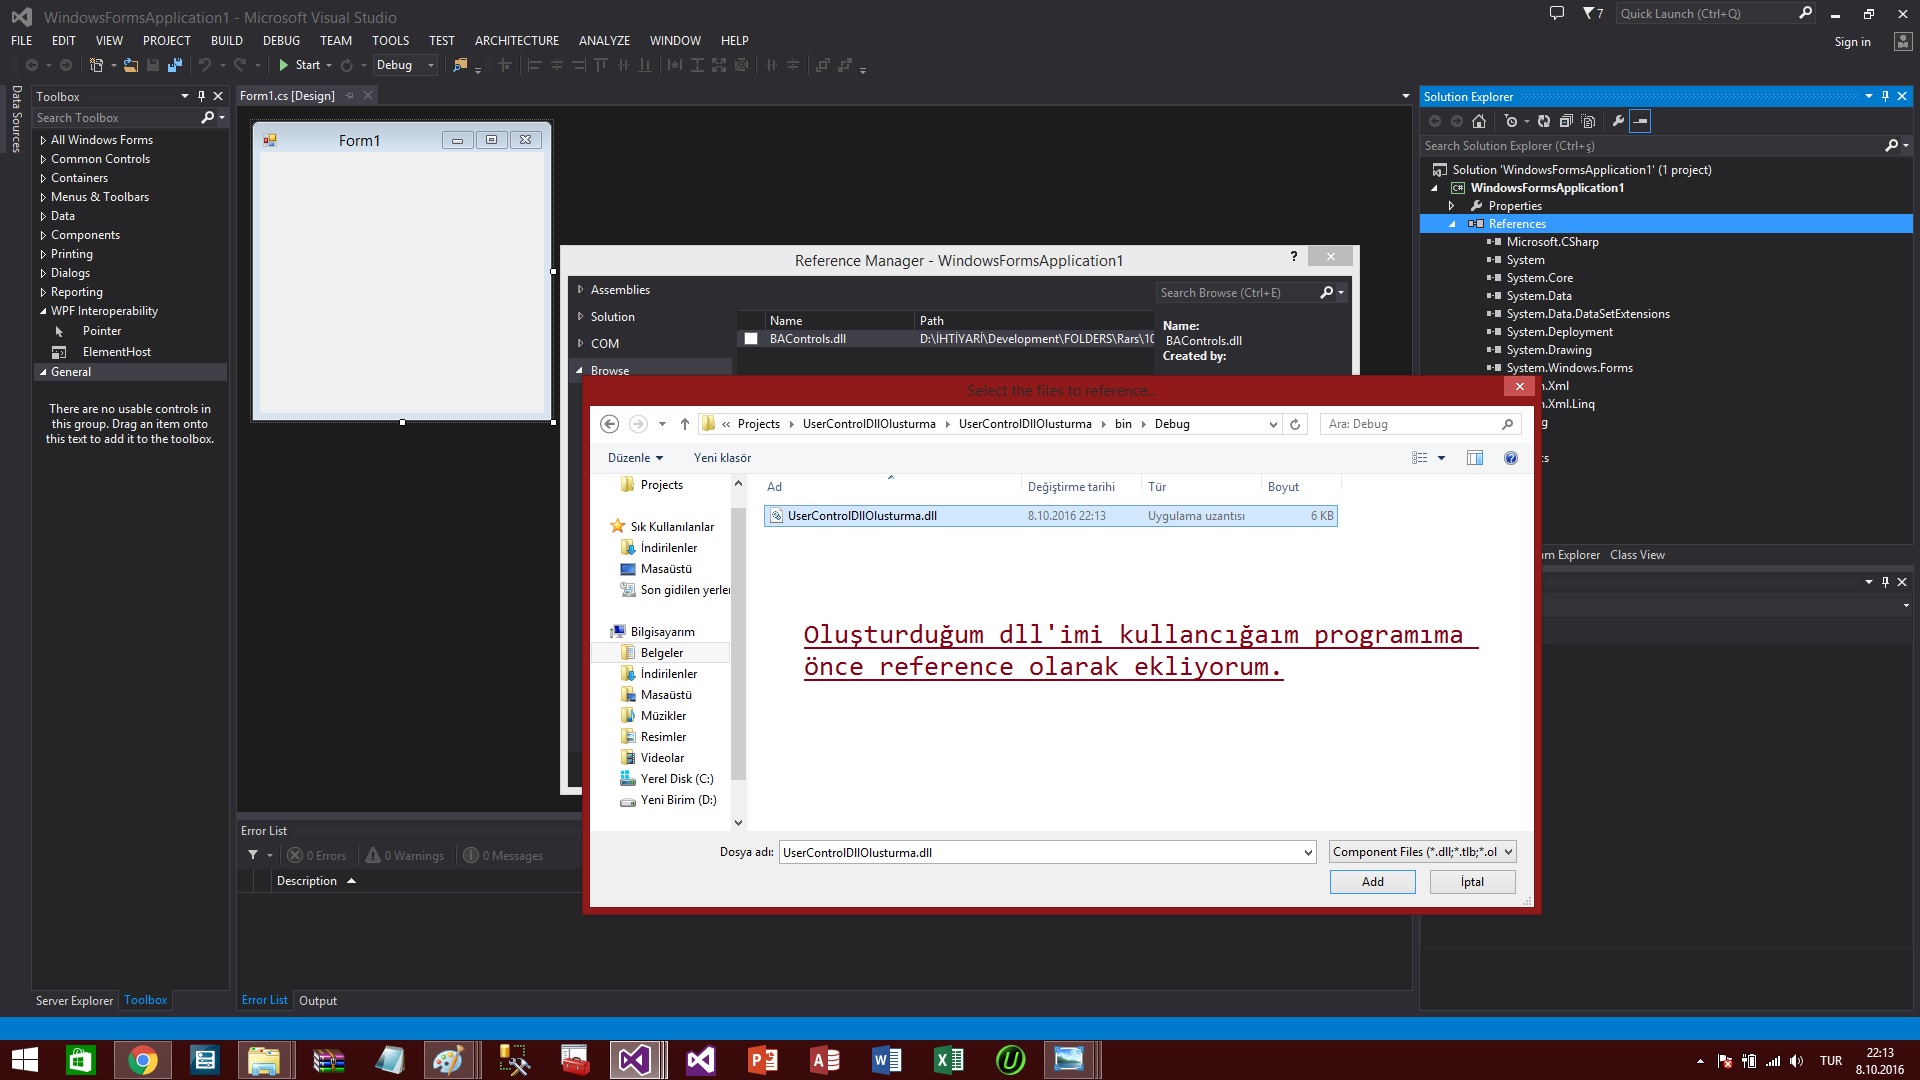 WindowsFormsApplication1 - Microsoft Visual Studio
7
Quick Launch (Ctrl+Q)
FILE EDIT VIEW PROJECT BUILD DEBUG TEAM TOOLS TEST ARCHITECTURE ANALYZE WINDOW HELP
Sign in
Start
Debug
Data Sources
Toolbox
Search Toolbox
All Windows Forms
Common Controls
Containers
Menus & Toolbars
Data
Components
Printing
Dialogs
Reporting
WPF Interoperability
Pointer
ElementHost
General
There are no usable controls in
this group. Drag an item onto
this text to add it to the toolbox.
Server Explorer Toolbox
Form1.cs [Design]
Form1
Reference Manager - WindowsFormsApplication1
?
Assemblies
Solution
COM
Browse
Search Browse (Ctrl+E)
Name Path
BAControls.dll D:\İHTİYARİ\Development\FOLDERS\Rars\10
Name:
BAControls.dll
Created by:
Select the files to reference...
« Projects UserControlDllOlusturma UserControlDllOlusturma bin Debug
Ara: Debug
Düzenle Yeni klasör
Projects
Sık Kullanılanlar
İndirilenler
Masaüstü
Son gidilen yerler
Bilgisayarım
Belgeler
İndirilenler
Masaüstü
Müzikler
Resimler
Videolar
Yerel Disk (C:)
Yeni Birim (D:)
Ad Değiştirme tarihi Tür Boyut
UserControlDllOlusturma.dll 8.10.2016 22:13 Uygulama uzantısı 6 KB
Oluşturduğum dll'imi kullancığaım programıma
önce reference olarak ekliyorum.
Dosya adı: UserControlDllOlusturma.dll
Component Files (*.dll;*.tlb;*.ol
Add İptal
Error List
0 Errors 0 Warnings 0 Messages
Description
Error List Output
Solution Explorer
Search Solution Explorer (Ctrl+ş)
Solution 'WindowsFormsApplication1' (1 project)
WindowsFormsApplication1
Properties
References
Microsoft.CSharp
System
System.Core
System.Data
System.Data.DataSetExtensions
System.Deployment
System.Drawing
System.Windows.Forms
.Xml
.Xml.Linq
m Explorer Class View
TUR
22:13
8.10.2016